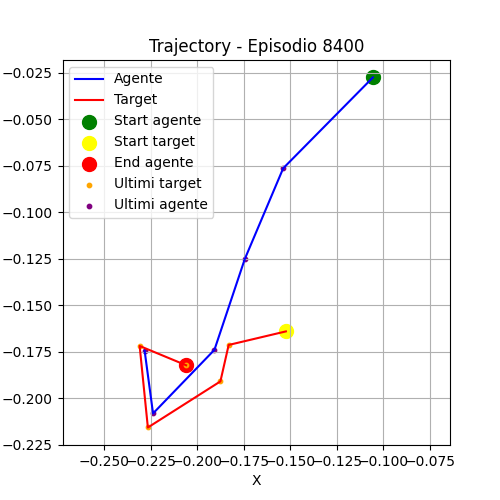 Trajectory - Episodio 8400
Agente
Target
Start agente
Start target
End agente
Ultimi target
Ultimi agente
−0.025
−0.050
−0.075
−0.100
−0.125
−0.150
−0.175
−0.200
−0.225
−0.250 −0.225 −0.200 −0.175 −0.150 −0.125 −0.100 −0.075
X